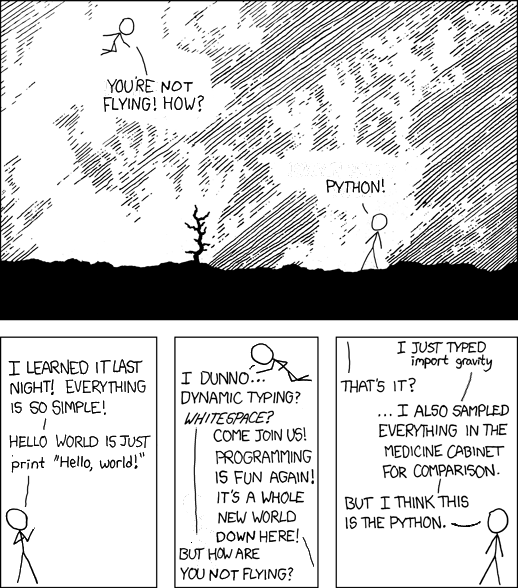 YOU'RE NOT
FLYING! HOW?
PYTHON!
I LEARNED IT LAST
NIGHT! EVERYTHING
IS SO SIMPLE!
HELLO WORLD IS JUST
print "Hello, world!"
I DUNNO...
DYNAMIC TYPING?
WHITESPACE?
COME JOIN US!
PROGRAMMING
IS FUN AGAIN!
IT'S A WHOLE
NEW WORLD
DOWN HERE!
BUT HOW ARE
YOU NOT FLYING?
I JUST TYPED
import gravity
THAT'S IT?
... I ALSO SAMPLED
EVERYTHING IN THE
MEDICINE CABINET
FOR COMPARISON.
BUT I THINK THIS
IS THE PYTHON.